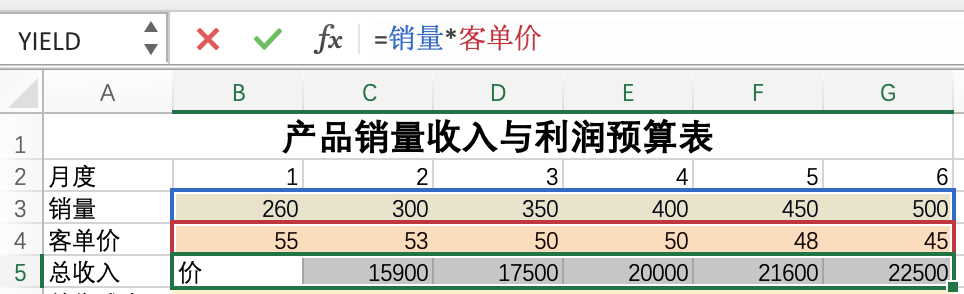 YIELD fx =销量*客单价
A B C D E F G
1 产品销量收入与利润预算表
2 月度 1 2 3 4 5 6
3 销量 260 300 350 400 450 500
4 客单价 55 53 50 50 48 45
5 总收入 价 15900 17500 20000 21600 22500